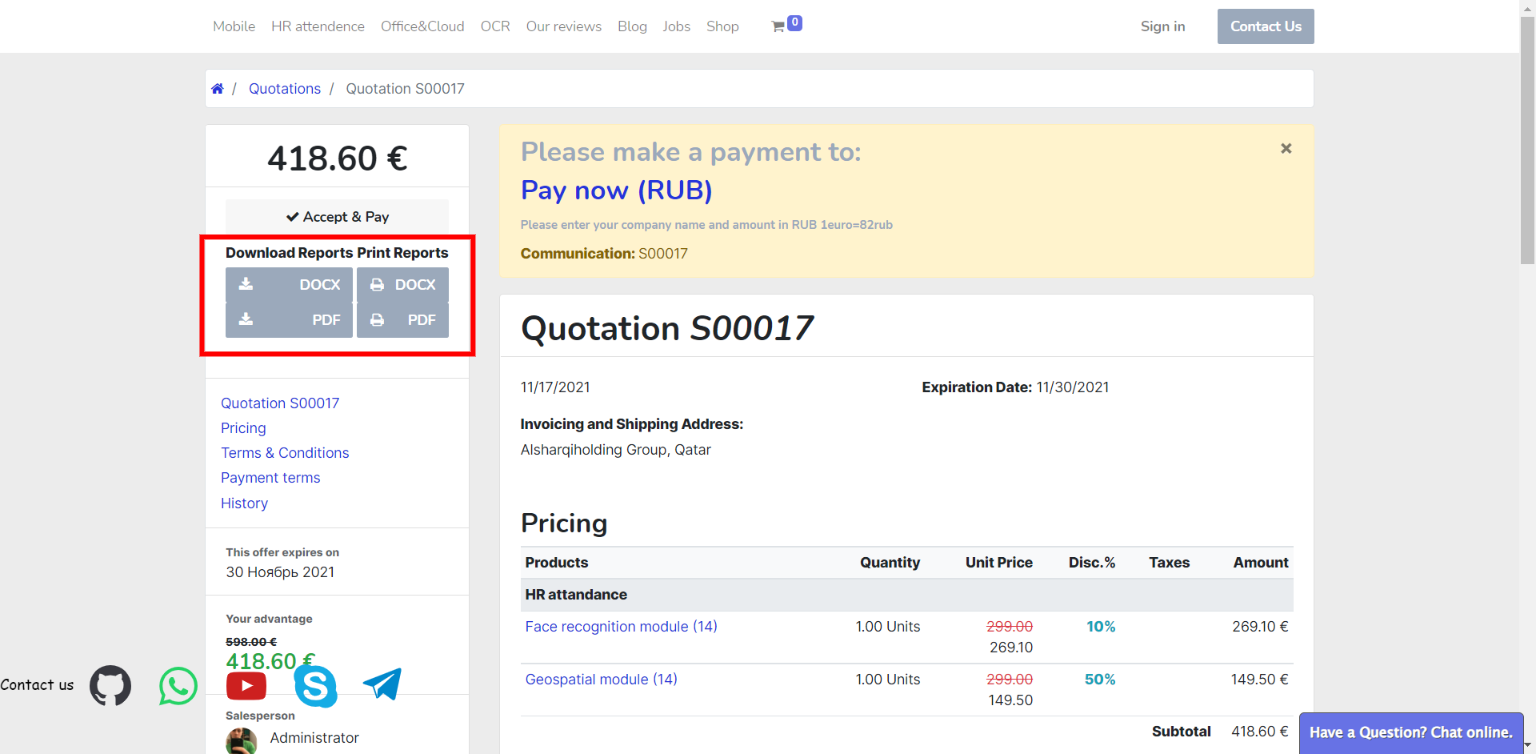 Mobile HR attendence Office&Cloud OCR Our reviews Blog Jobs Shop 0 Sign in Contact Us
/ Quotations / Quotation S00017
418.60 €
Accept & Pay
Download Reports Print Reports
DOCX DOCX
PDF PDF
Quotation S00017
Pricing
Terms & Conditions
Payment terms
History
This offer expires on
30 Ноябрь 2021
Your advantage
598.00 €
418.60 €
Contact us
Salesperson
Administrator
Please make a payment to:
×
Pay now (RUB)
Please enter your company name and amount in RUB 1euro=82rub
Communication: S00017
Quotation S00017
11/17/2021 Expiration Date: 11/30/2021
Invoicing and Shipping Address:
Alsharqiholding Group, Qatar
Pricing
Products Quantity Unit Price Disc.% Taxes Amount
HR attandance
Face recognition module (14) 1.00 Units 299.00 10% 269.10 €
269.10
Geospatial module (14) 1.00 Units 299.00 50% 149.50 €
149.50
Subtotal 418.60 €
Have a Question? Chat online.